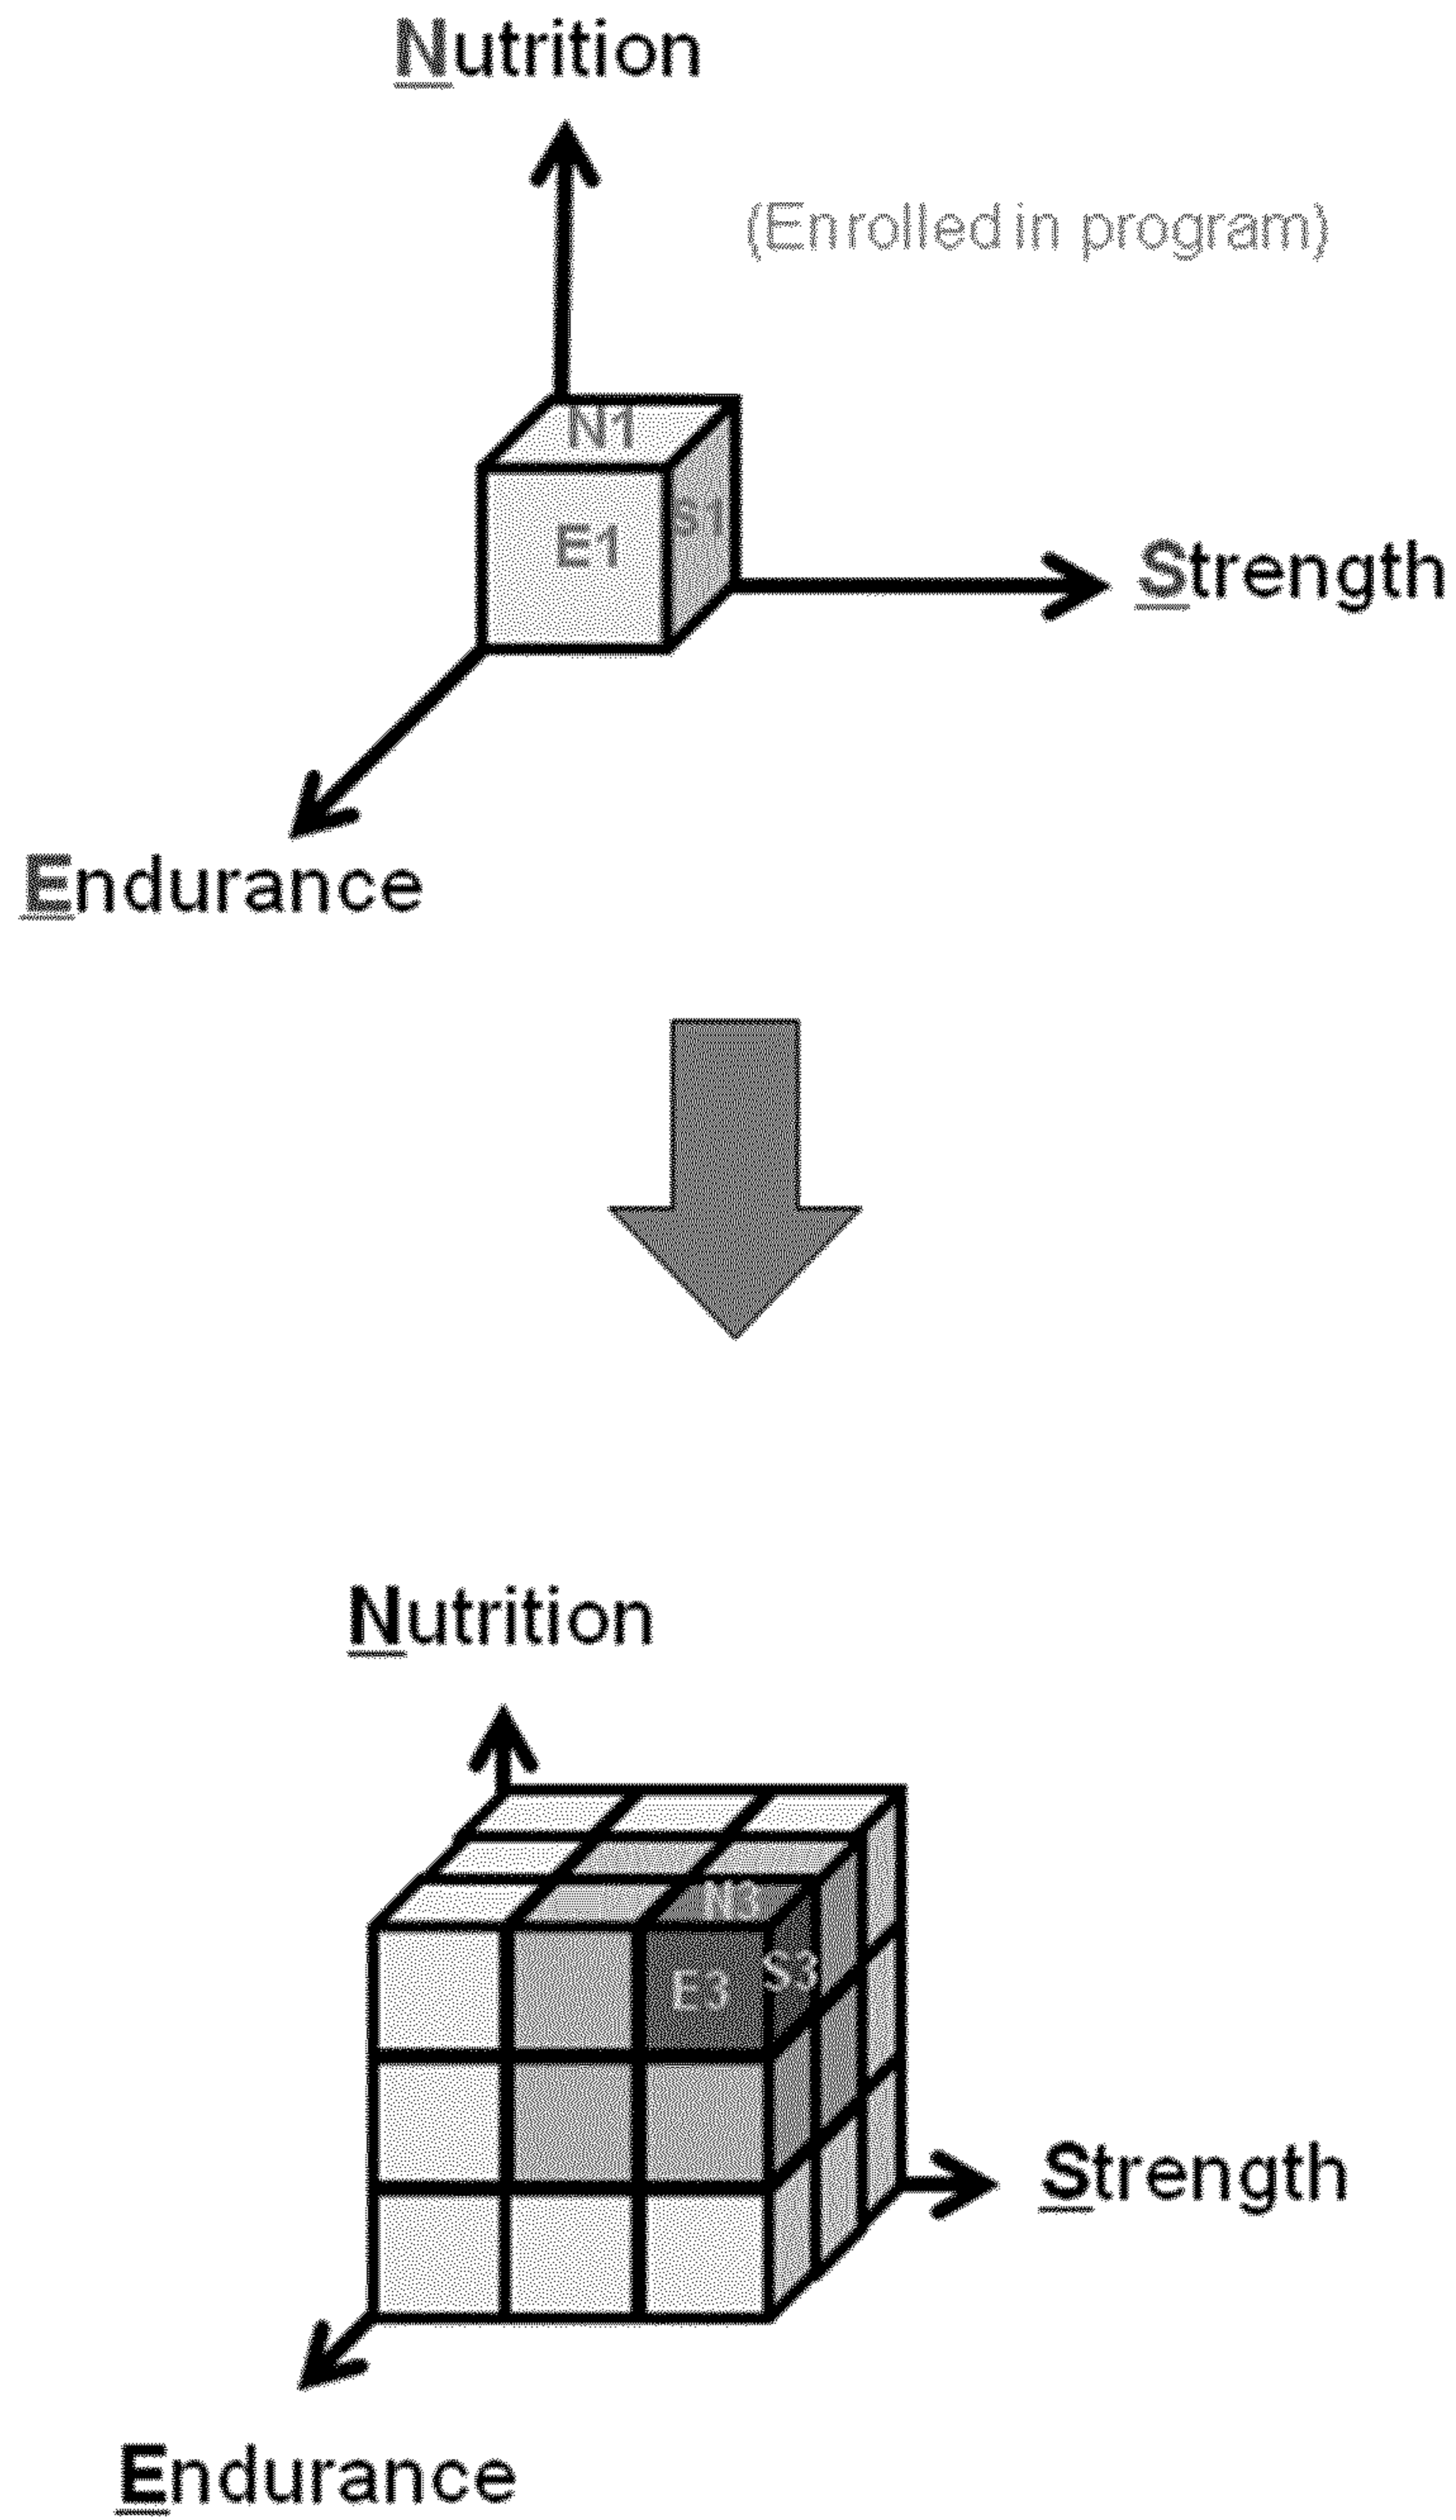 Nutrition
(Enrolled in program)
N1
S1
E1
Strength
Endurance
Nutrition
N3
S3
E3
Strength
Endurance